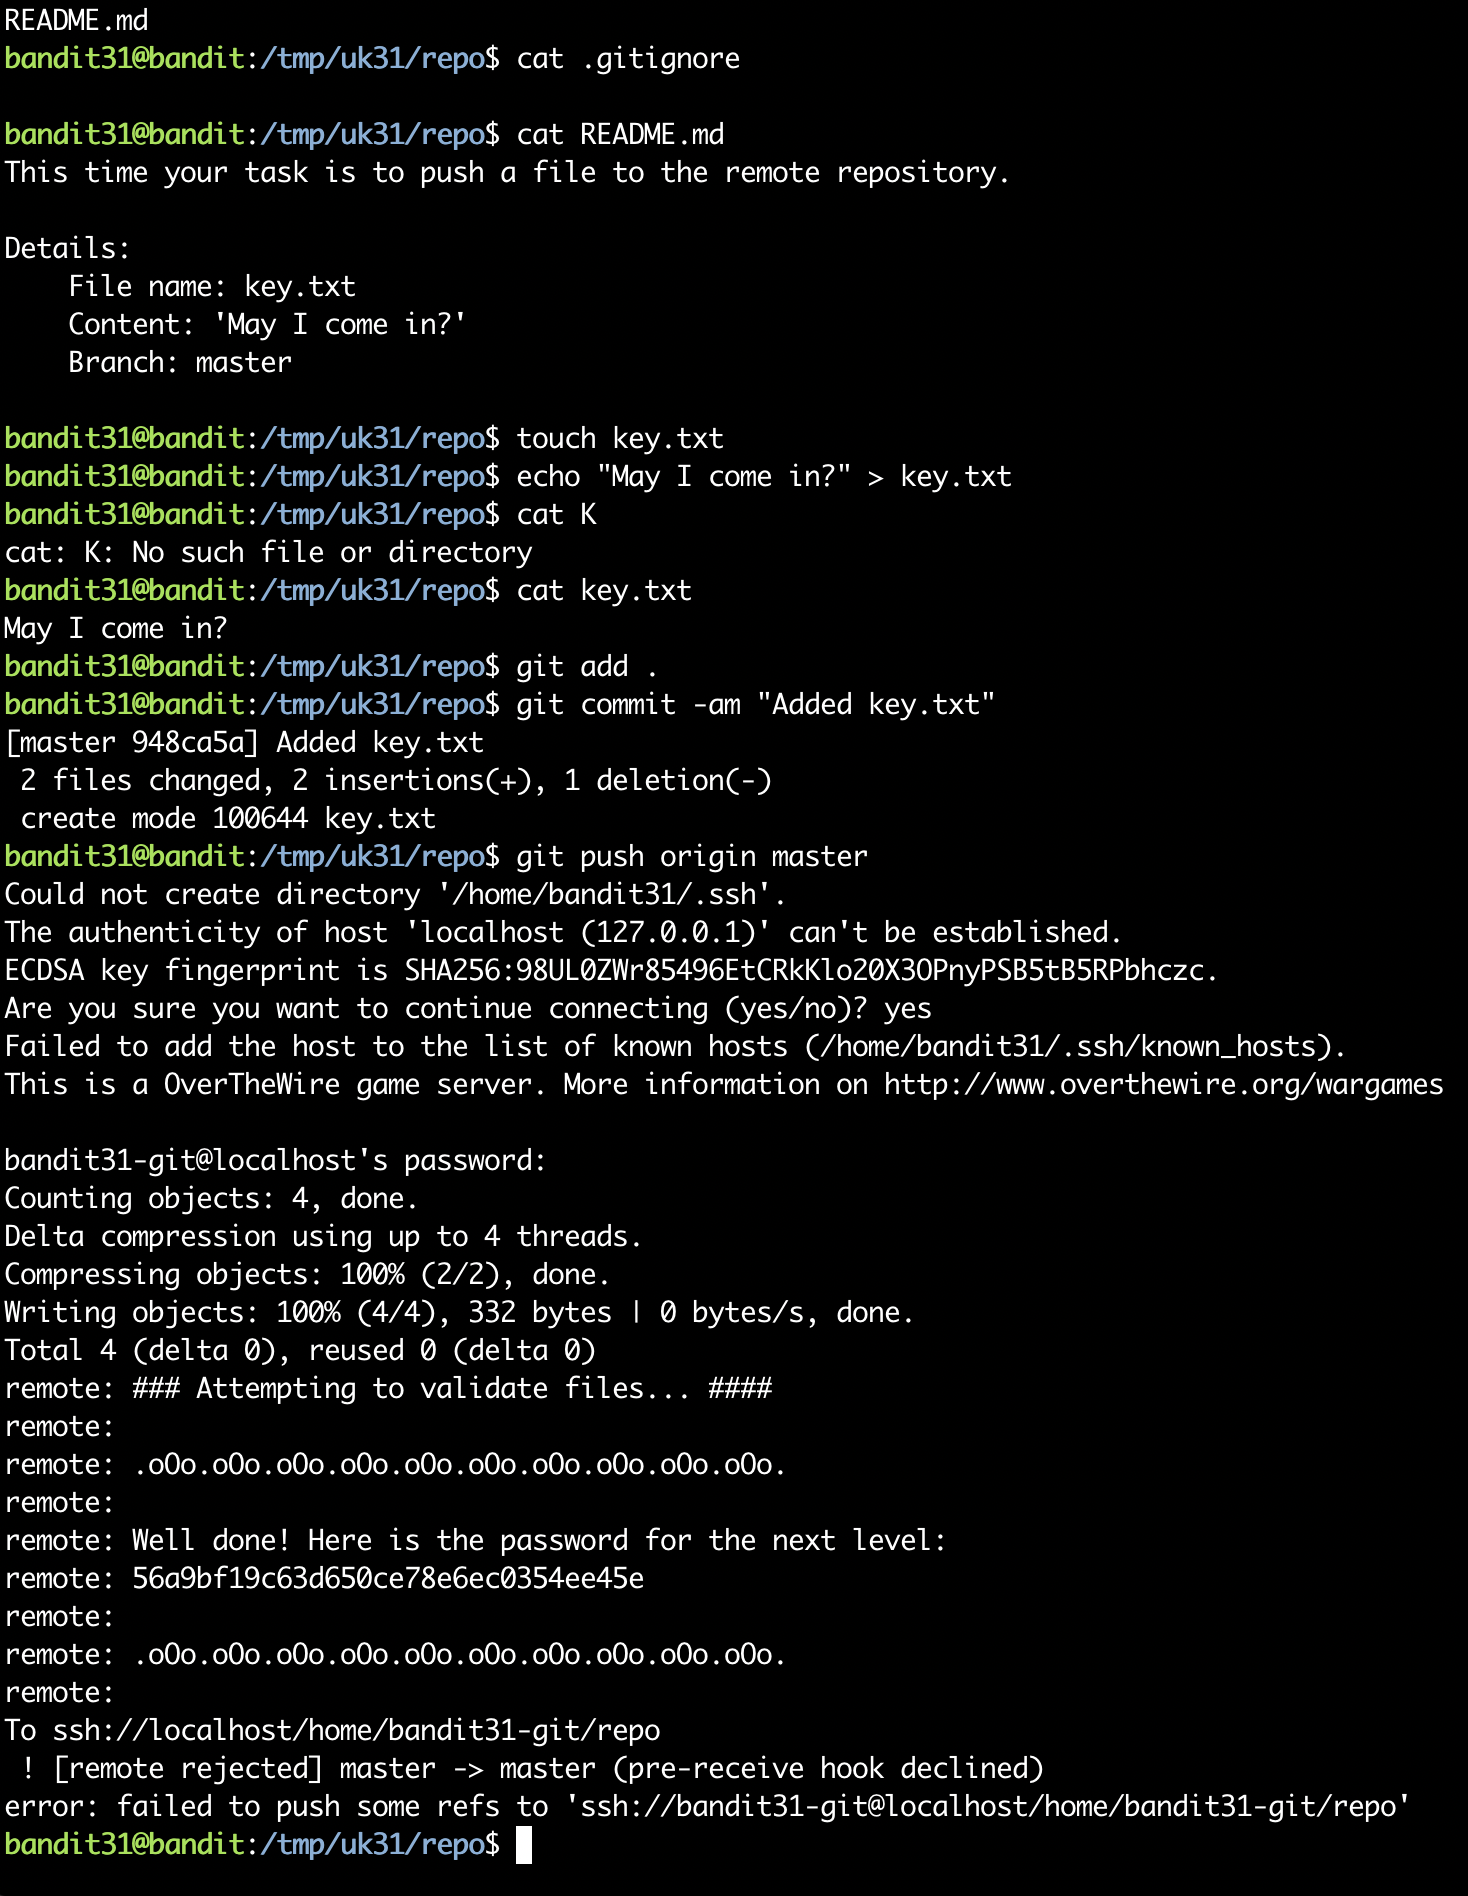 README.md
bandit31@bandit:/tmp/uk31/repo$ cat .gitignore

bandit31@bandit:/tmp/uk31/repo$ cat README.md
This time your task is to push a file to the remote repository.

Details:
    File name: key.txt
    Content: 'May I come in?'
    Branch: master

bandit31@bandit:/tmp/uk31/repo$ touch key.txt
bandit31@bandit:/tmp/uk31/repo$ echo "May I come in?" > key.txt
bandit31@bandit:/tmp/uk31/repo$ cat K
cat: K: No such file or directory
bandit31@bandit:/tmp/uk31/repo$ cat key.txt
May I come in?
bandit31@bandit:/tmp/uk31/repo$ git add .
bandit31@bandit:/tmp/uk31/repo$ git commit -am "Added key.txt"
[master 948ca5a] Added key.txt
 2 files changed, 2 insertions(+), 1 deletion(-)
 create mode 100644 key.txt
bandit31@bandit:/tmp/uk31/repo$ git push origin master
Could not create directory '/home/bandit31/.ssh'.
The authenticity of host 'localhost (127.0.0.1)' can't be established.
ECDSA key fingerprint is SHA256:98UL0ZWr85496EtCRkKlo20X3OPnyPSB5tB5RPbhczc.
Are you sure you want to continue connecting (yes/no)? yes
Failed to add the host to the list of known hosts (/home/bandit31/.ssh/known_hosts).
This is a OverTheWire game server. More information on http://www.overthewire.org/wargames

bandit31-git@localhost's password:
Counting objects: 4, done.
Delta compression using up to 4 threads.
Compressing objects: 100% (2/2), done.
Writing objects: 100% (4/4), 332 bytes | 0 bytes/s, done.
Total 4 (delta 0), reused 0 (delta 0)
remote: ### Attempting to validate files... ####
remote:
remote: .oOo.oOo.oOo.oOo.oOo.oOo.oOo.oOo.oOo.oOo.
remote:
remote: Well done! Here is the password for the next level:
remote: 56a9bf19c63d650ce78e6ec0354ee45e
remote:
remote: .oOo.oOo.oOo.oOo.oOo.oOo.oOo.oOo.oOo.oOo.
remote:
To ssh://localhost/home/bandit31-git/repo
 ! [remote rejected] master -> master (pre-receive hook declined)
error: failed to push some refs to 'ssh://bandit31-git@localhost/home/bandit31-git/repo'
bandit31@bandit:/tmp/uk31/repo$